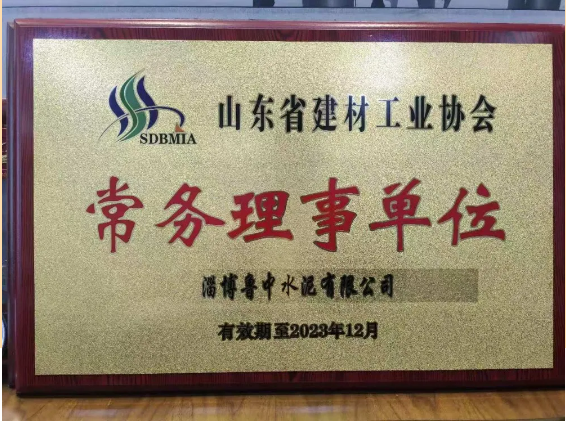 山东省建材工业协会
SDBMIA
常务理事单位
淄博鲁中水泥有限公司
有效期至2023年12月